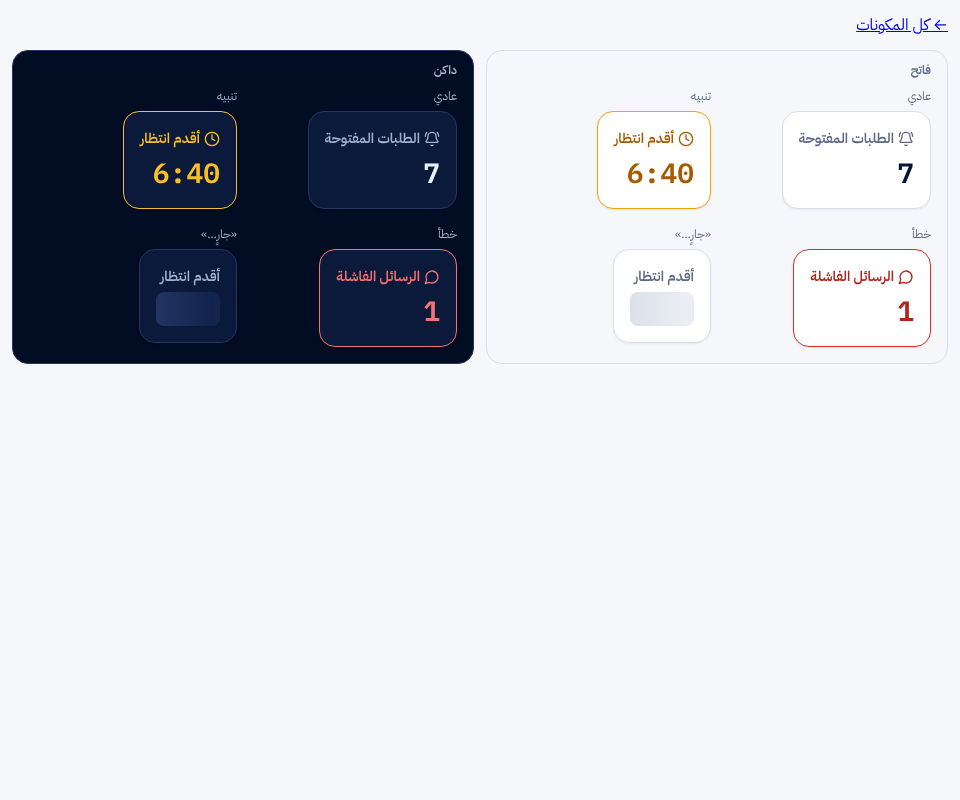 ← كل المكونات
فاتح
عادي
الطلبات المفتوحة
7
تنبيه
أقدم انتظار
6:40
خطأ
الرسائل الفاشلة
1
«جارٍ…»
أقدم انتظار
داكن
عادي
الطلبات المفتوحة
7
تنبيه
أقدم انتظار
6:40
خطأ
الرسائل الفاشلة
1
«جارٍ…»
أقدم انتظار